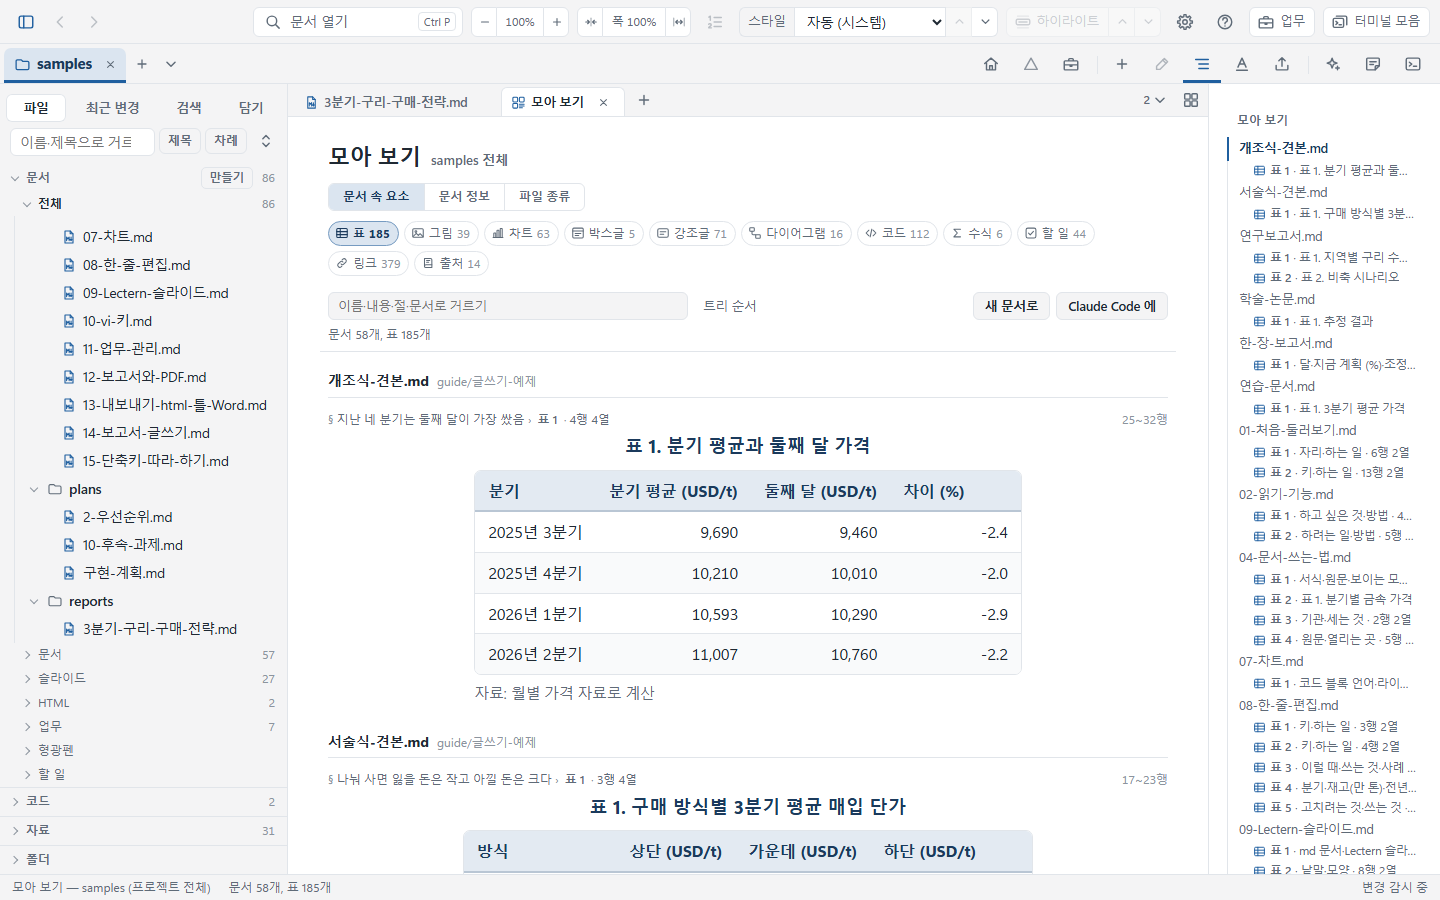 문서 열기 Ctrl P 100% 폭 100% 스타일 자동 (시스템) 하이라이트 업무 터미널 모음
samples
파일 최근 변경 검색 담기
이름·제목으로 거르 제목 차례
문서 만들기 86
전체 86
07-차트.md
08-한-줄-편집.md
09-Lectern-슬라이드.md
10-vi-키.md
11-업무-관리.md
12-보고서와-PDF.md
13-내보내기-html-틀-Word.md
14-보고서-글쓰기.md
15-단축키-따라-하기.md
plans
2-우선순위.md
10-후속-과제.md
구현-계획.md
reports
3분기-구리-구매-전략.md
문서 57
슬라이드 27
HTML 2
업무 7
형광펜
할 일
코드 2
자료 31
폴더
3분기-구리-구매-전략.md 모아 보기 2
모아 보기 samples 전체
문서 속 요소 문서 정보 파일 종류
표 185 그림 39 차트 63 박스글 5 강조글 71 다이어그램 16 코드 112 수식 6 할 일 44
링크 379 출처 14
이름·내용·절·문서로 거르기 트리 순서 새 문서로 Claude Code 에
문서 58개, 표 185개
개조식-견본.md guide/글쓰기-예제
§ 지난 네 분기는 둘째 달이 가장 쌌음 › 표 1 · 4행 4열 25~32행
표 1. 분기 평균과 둘째 달 가격
분기 분기 평균 (USD/t) 둘째 달 (USD/t) 차이 (%)
2025년 3분기 9,690 9,460 -2.4
2025년 4분기 10,210 10,010 -2.0
2026년 1분기 10,593 10,290 -2.9
2026년 2분기 11,007 10,760 -2.2
자료: 월별 가격 자료로 계산
서술식-견본.md guide/글쓰기-예제
§ 나눠 사면 잃을 돈은 작고 아낄 돈은 크다 › 표 1 · 3행 4열 17~23행
표 1. 구매 방식별 3분기 평균 매입 단가
방식 상단 (USD/t) 가운데 (USD/t) 하단 (USD/t)
모아 보기
개조식-견본.md
표 1 · 표 1. 분기 평균과 둘...
서술식-견본.md
표 1 · 표 1. 구매 방식별 3분...
연구보고서.md
표 1 · 표 1. 지역별 구리 수...
표 2 · 표 2. 비축 시나리오
학술-논문.md
표 1 · 표 1. 추정 결과
한-장-보고서.md
표 1 · 달·지금 계획 (%)·조정...
연습-문서.md
표 1 · 표 1. 3분기 평균 가격
01-처음-둘러보기.md
표 1 · 자리·하는 일 · 6행 2열
표 2 · 키·하는 일 · 13행 2열
02-읽기-기능.md
표 1 · 하고 싶은 것·방법 · 4...
표 2 · 하려는 일·방법 · 5행 ...
04-문서-쓰는-법.md
표 1 · 서식·원문·보이는 모...
표 2 · 표 1. 분기별 금속 가격
표 3 · 기관·세는 것 · 2행 2열
표 4 · 원문·열리는 곳 · 5행 ...
07-차트.md
표 1 · 코드 블록 언어·라이...
08-한-줄-편집.md
표 1 · 키·하는 일 · 3행 2열
표 2 · 키·하는 일 · 4행 2열
표 3 · 이럴 때·쓰는 것·사례 ...
표 4 · 분기·재고(만 톤)·전년...
표 5 · 고치려는 것·쓰는 것 ·...
09-Lectern-슬라이드.md
표 1 · md 문서·Lectern 슬라...
표 2 · 낱말·모양 · 8행 2열
모아 보기 — samples (프로젝트 전체) 문서 58개, 표 185개 변경 감시 중